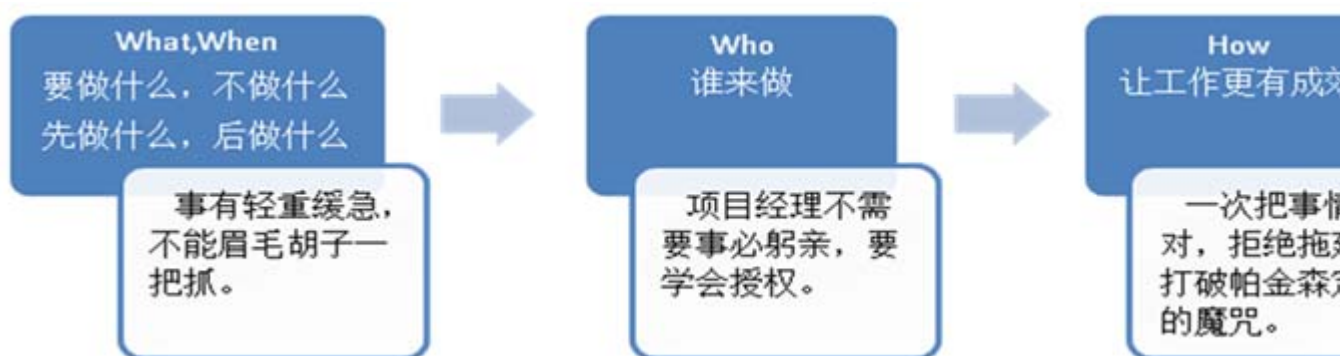 What,When
要做什么，不做什么
先做什么，后做什么
事有轻重缓急，
不能眉毛胡子一
把抓。
Who
谁来做
项目经理不需
要事必躬亲，要
学会授权。
How
让工作更有成效
一次把事情
对，拒绝拖延
打破帕金森定
的魔咒。